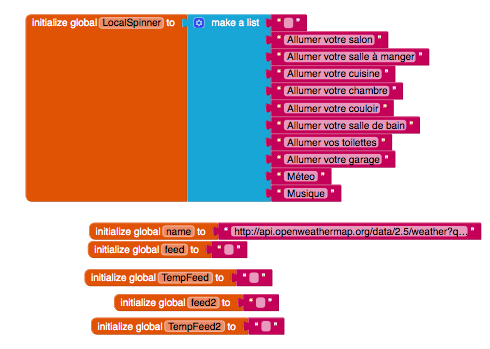 initialize global LocalSpinner to make a list " "
" Allumer votre salon "
" Allumer votre salle à manger "
" Allumer votre cuisine "
" Allumer votre chambre "
" Allumer votre couloir "
" Allumer votre salle de bain "
" Allumer vos toilettes "
" Allumer votre garage "
" Méteo "
" Musique "
initialize global name to " http://api.openweathermap.org/data/2.5/weather?q... "
initialize global feed to " "
initialize global TempFeed to " "
initialize global feed2 to " "
initialize global TempFeed2 to " "